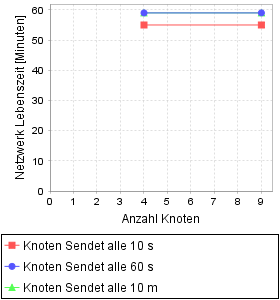 60
50
40
30
20
10
0
Netzwerk Lebenszeit [Minuten]
0 1 2 3 4 5 6 7 8 9
Anzahl Knoten
Knoten Sendet alle 10 s
Knoten Sendet alle 60 s
Knoten Sendet alle 10 m